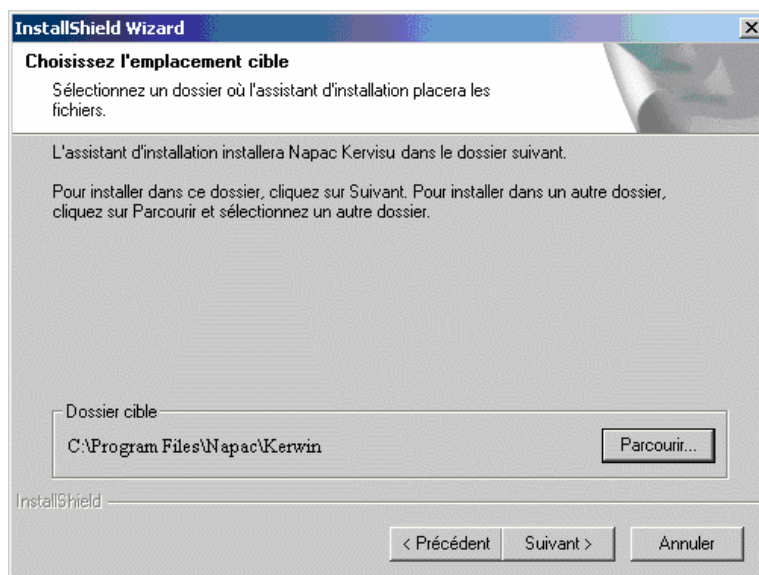 InstallShield Wizard
Choisissez l'emplacement cible
Sélectionnez un dossier où l'assistant d'installation placera les
fichiers.
L'assistant d'installation installera Napac Kervisu dans le dossier suivant.
Pour installer dans ce dossier, cliquez sur Suivant. Pour installer dans un autre dossier,
cliquez sur Parcourir et sélectionnez un autre dossier.
Dossier cible
C:\Program Files\Napac\Kerwin
Parcourir...
InstallShield
< Précédent
Suivant >
Annuler